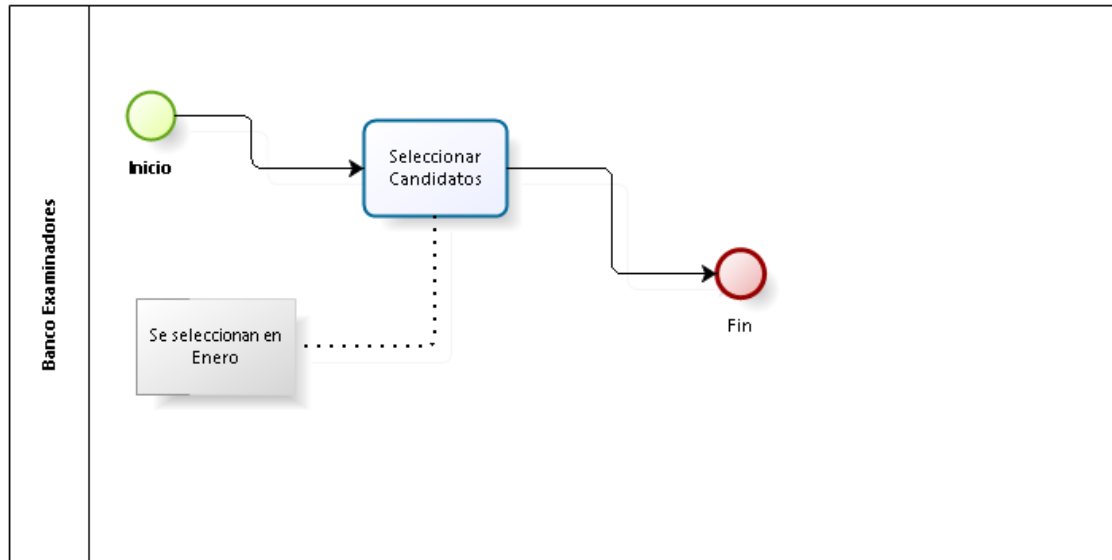 Banco Examinadores
Inicio
Seleccionar
Candidatos
Se seleccionan en
Enero
Fin